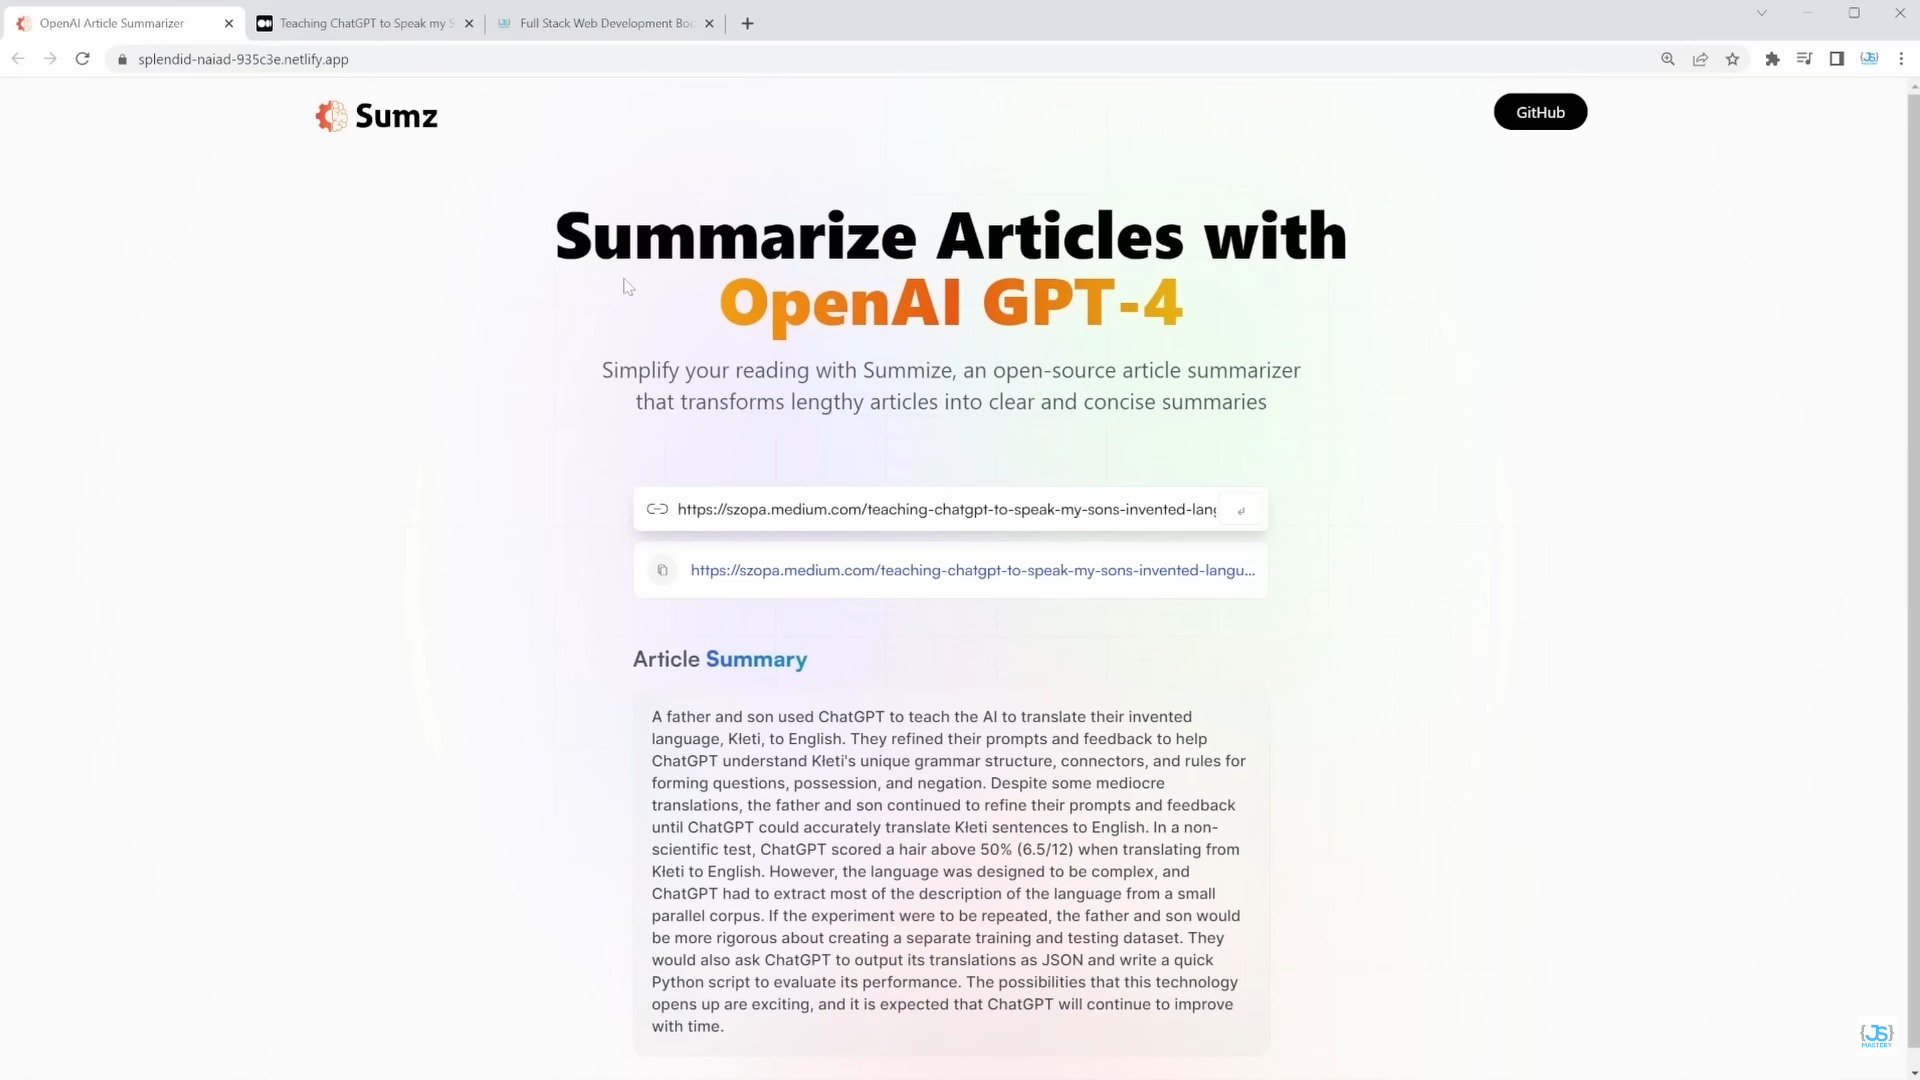 OpenAI Article Summarizer
Teaching ChatGPT to Speak my S
Full Stack Web Development Boo
splendid-naiad-935c3e.netlify.app
Sumz
GitHub
Summarize Articles with
OpenAI GPT-4
Simplify your reading with Summize, an open-source article summarizer
that transforms lengthy articles into clear and concise summaries
https://szopa.medium.com/teaching-chatgpt-to-speak-my-sons-invented-lang
https://szopa.medium.com/teaching-chatgpt-to-speak-my-sons-invented-langu...
Article Summary
A father and son used ChatGPT to teach the AI to translate their invented
language, Kłeti, to English. They refined their prompts and feedback to help
ChatGPT understand Kłeti's unique grammar structure, connectors, and rules for
forming questions, possession, and negation. Despite some mediocre
translations, the father and son continued to refine their prompts and feedback
until ChatGPT could accurately translate Kłeti sentences to English. In a non-
scientific test, ChatGPT scored a hair above 50% (6.5/12) when translating from
Kłeti to English. However, the language was designed to be complex, and
ChatGPT had to extract most of the description of the language from a small
parallel corpus. If the experiment were to be repeated, the father and son would
be more rigorous about creating a separate training and testing dataset. They
would also ask ChatGPT to output its translations as JSON and write a quick
Python script to evaluate its performance. The possibilities that this technology
opens up are exciting, and it is expected that ChatGPT will continue to improve
with time.
{JS}
MASTERY